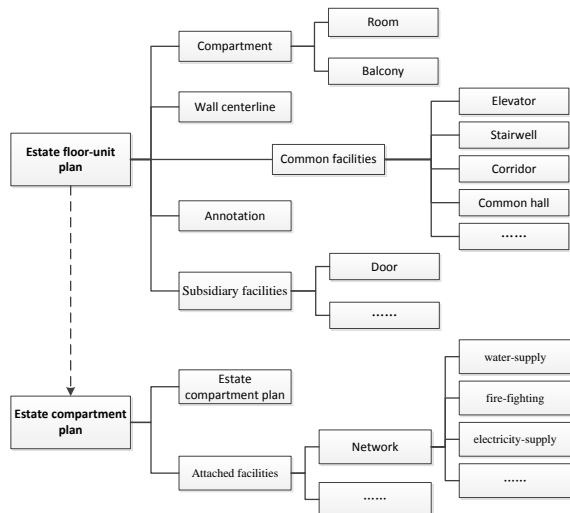 Room
Compartment
Balcony
Wall centerline
Elevator
Stairwell
Estate floor-unit
plan
Common facilities
Corridor
Common hall
Annotation
……
Door
Subsidiary facilities
……
water-supply
Estate
compartment plan
fire-fighting
Estate compartment
plan
Network
electricity-supply
Attached facilities
……
……